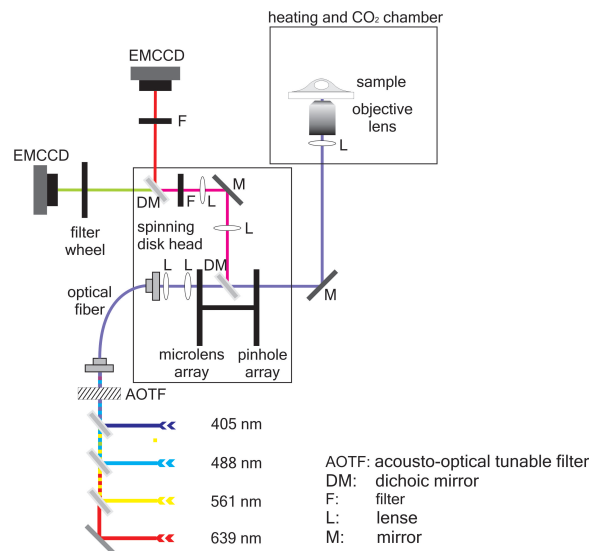 heating and CO₂ chamber
EMCCD
sample
objective
lens
F
L
EMCCD
M
DM
F
L
filter
wheel
spinning
disk head
L
L
L
DM
optical
fiber
M
microlens
array
pinhole
array
AOTF
405 nm
488 nm
561 nm
639 nm
AOTF: acousto-optical tunable filter
DM: dichoic mirror
F: filter
L: lense
M: mirror